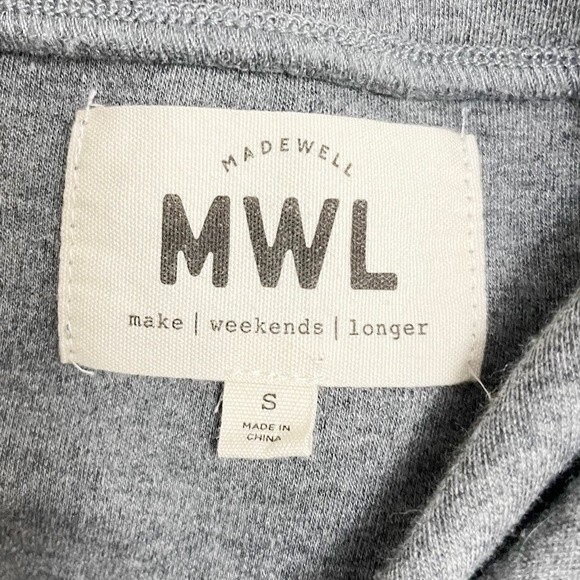 MADEWELL
MWL
make | weekends | longer
S
MADE IN
CHINA